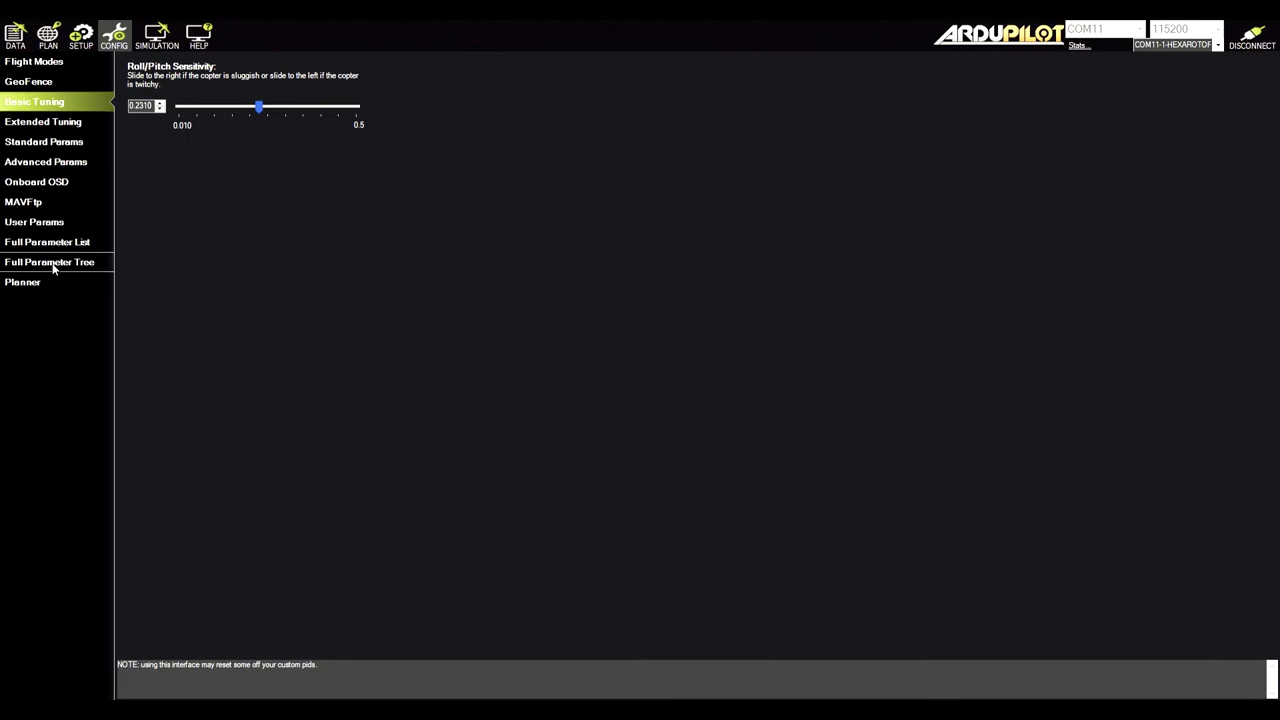 DATA PLAN SETUP CONFIG SIMULATION HELP
ARDUPILOT
COM11 115200
Stats... COM11-1-HEXAROTOF
DISCONNECT
Flight Modes
GeoFence
Basic Tuning
Extended Tuning
Standard Params
Advanced Params
Onboard OSD
MAVFtp
User Params
Full Parameter List
Full Parameter Tree
Planner
Roll/Pitch Sensitivity:
Slide to the right if the copter is sluggish or slide to the left if the copter
is twitchy.
0.2310
0.010 0.5
NOTE: using this interface may reset some off your custom pids.